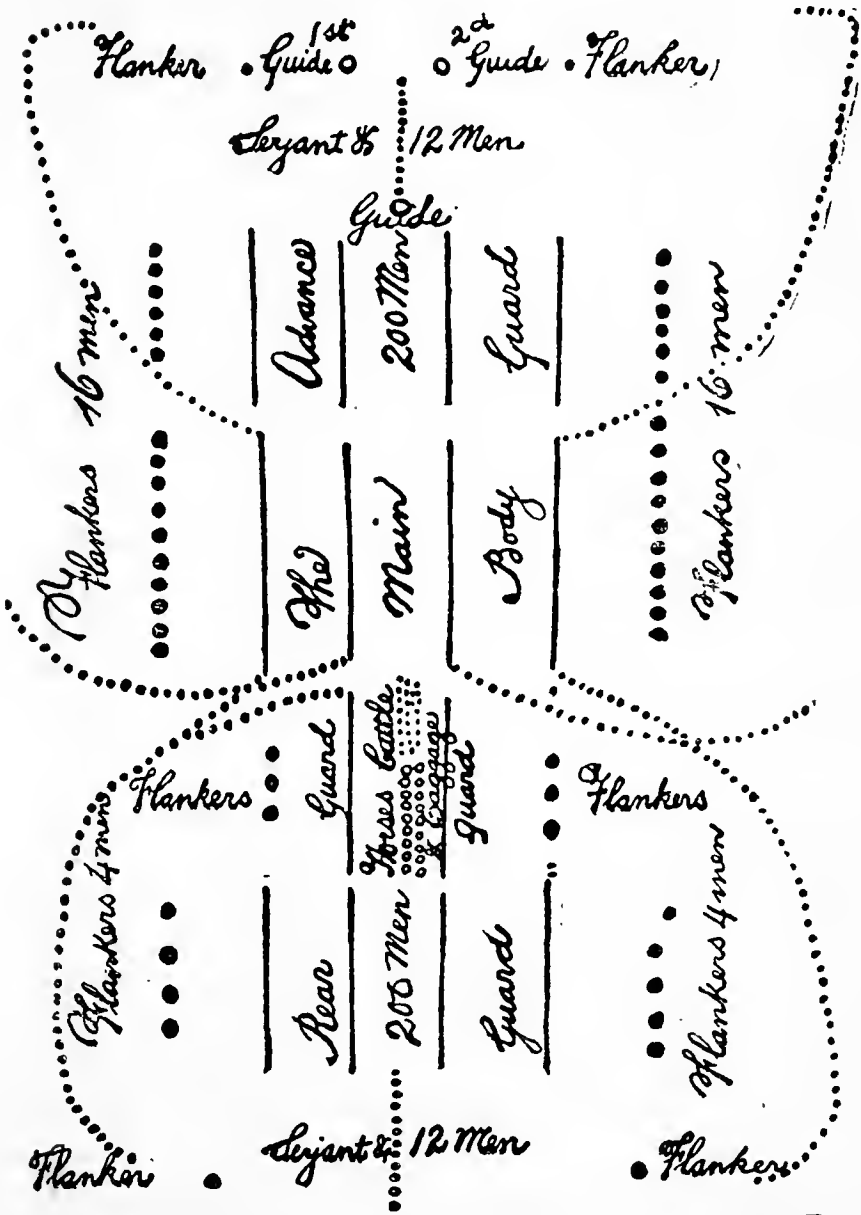 Flanker 1st Guide 2d Guide Flanker
Serjant & 12 Men
Guide
Advance 200 Men Guard
Flankers 16 men
Flankers 16 men
The Main Body
Flankers Guard Horses Cattle & Baggage Guard Flankers
Flankers 4 men
Flankers 4 men
Rear 200 Men Guard
Serjant & 12 Men
Flanker Flanker